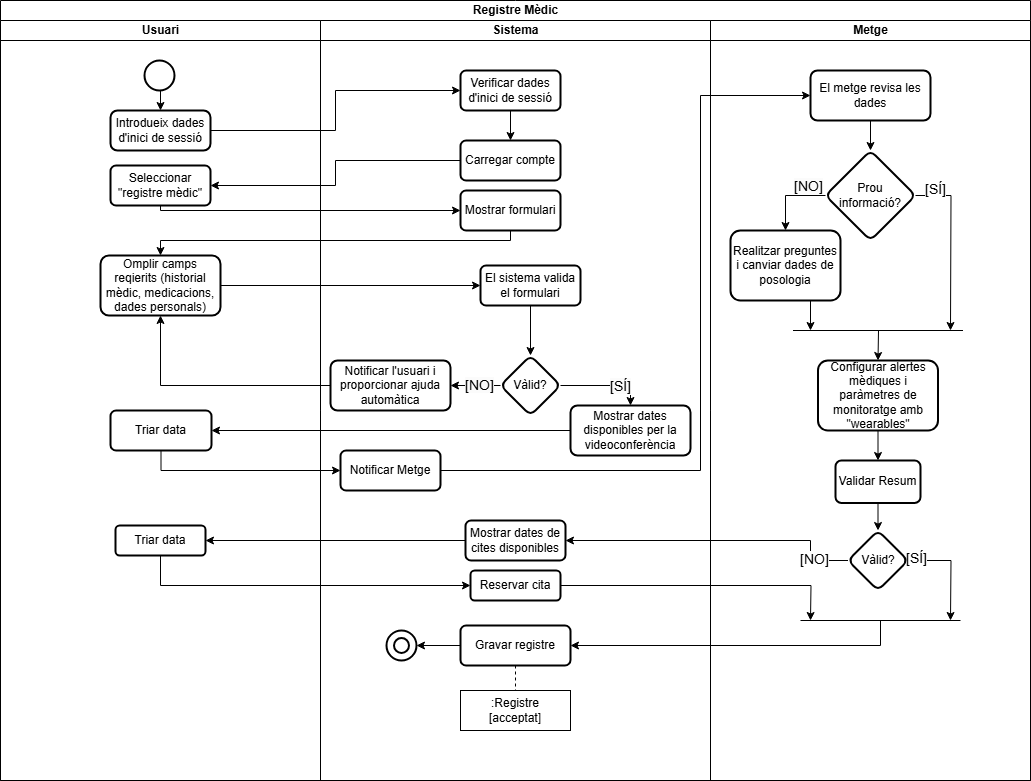 Registre Mèdic
Usuari
Sistema
Metge
Introdueix dades
d'inici de sessió
Verificar dades
d'inici de sessió
Carregar compte
Seleccionar
"registre mèdic"
Mostrar formulari
Omplir camps
reqierits (historial
mèdic, medicacions,
dades personals)
El sistema valida
el formulari
Vàlid?
[NO]
[SÍ]
Notificar l'usuari i
proporcionar ajuda
automàtica
Mostrar dates
disponibles per la
videoconferència
Triar data
Notificar Metge
El metge revisa les
dades
Prou
informació?
[NO]
[SÍ]
Realitzar preguntes
i canviar dades de
posologia
Configurar alertes
mèdiques i
paràmetres de
monitoratge amb
"wearables"
Validar Resum
Vàlid?
[NO]
[SÍ]
Mostrar dates de
cites disponibles
Triar data
Reservar cita
Gravar registre
:Registre
[acceptat]